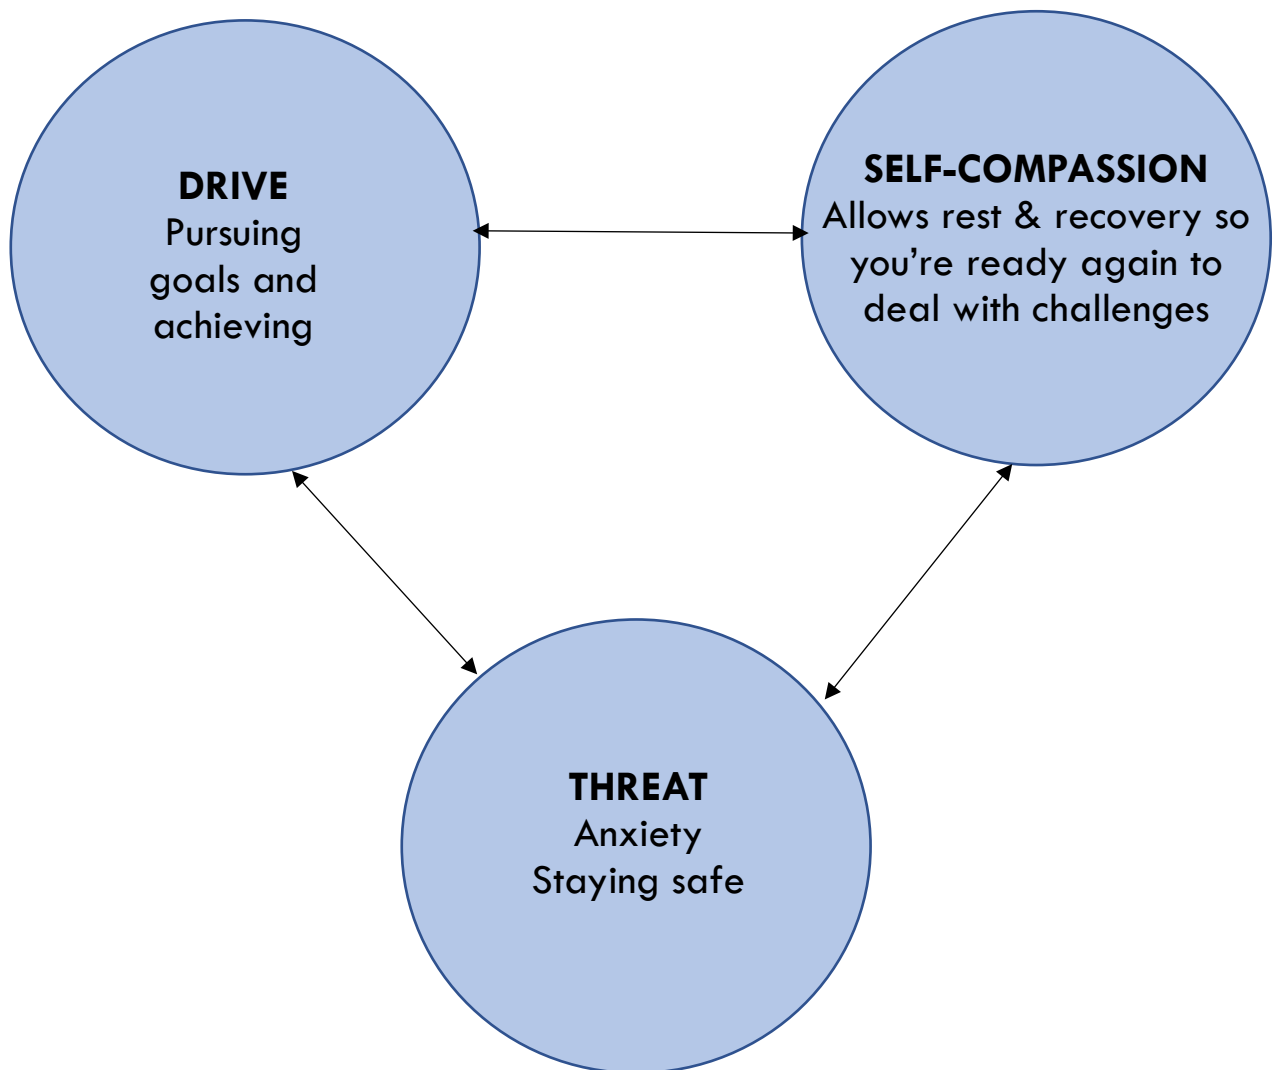 DRIVE
Pursuing
goals and
achieving
SELF-COMPASSION
Allows rest & recovery so
you’re ready again to
deal with challenges
THREAT
Anxiety
Staying safe